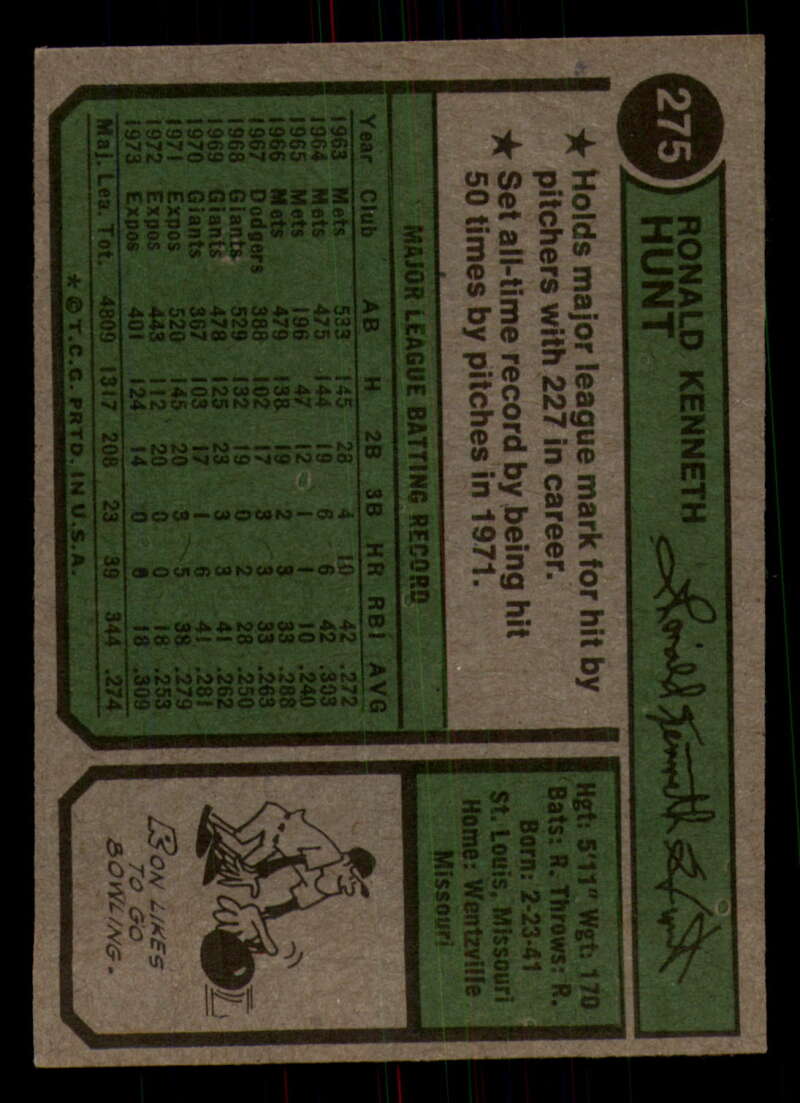 275
RONALD KENNETH
HUNT
Ronald Kenneth Hunt
★ Holds major league mark for hit by
pitchers with 227 in career.
★ Set all-time record by being hit
50 times by pitches in 1971.
MAJOR LEAGUE BATTING RECORD
Year Club AB H 2B 3B HR RBI AVG
1963 Mets 533 145 28 4 10 42 .272
1964 Mets 475 144 19 6 6 42 .303
1965 Mets 196 47 12 1 1 10 .240
1966 Mets 479 138 19 2 3 33 .288
1967 Dodgers 388 102 17 3 3 33 .263
1968 Giants 529 132 19 0 2 28 .250
1969 Giants 478 125 23 3 3 41 .262
1970 Giants 367 103 17 1 6 41 .281
1971 Expos 520 145 20 3 5 38 .279
1972 Expos 443 112 20 0 0 18 .253
1973 Expos 401 124 14 0 0 18 .309
Maj. Lea. Tot. 4809 1317 208 23 39 344 .274
* © T.C.G. PRTD. IN U.S.A.
Hgt: 5'11" Wgt: 170
Bats: R. Throws: R.
Born: 2-23-41
St. Louis, Missouri
Home: Wentzville
Missouri
RON LIKES
TO GO
BOWLING.